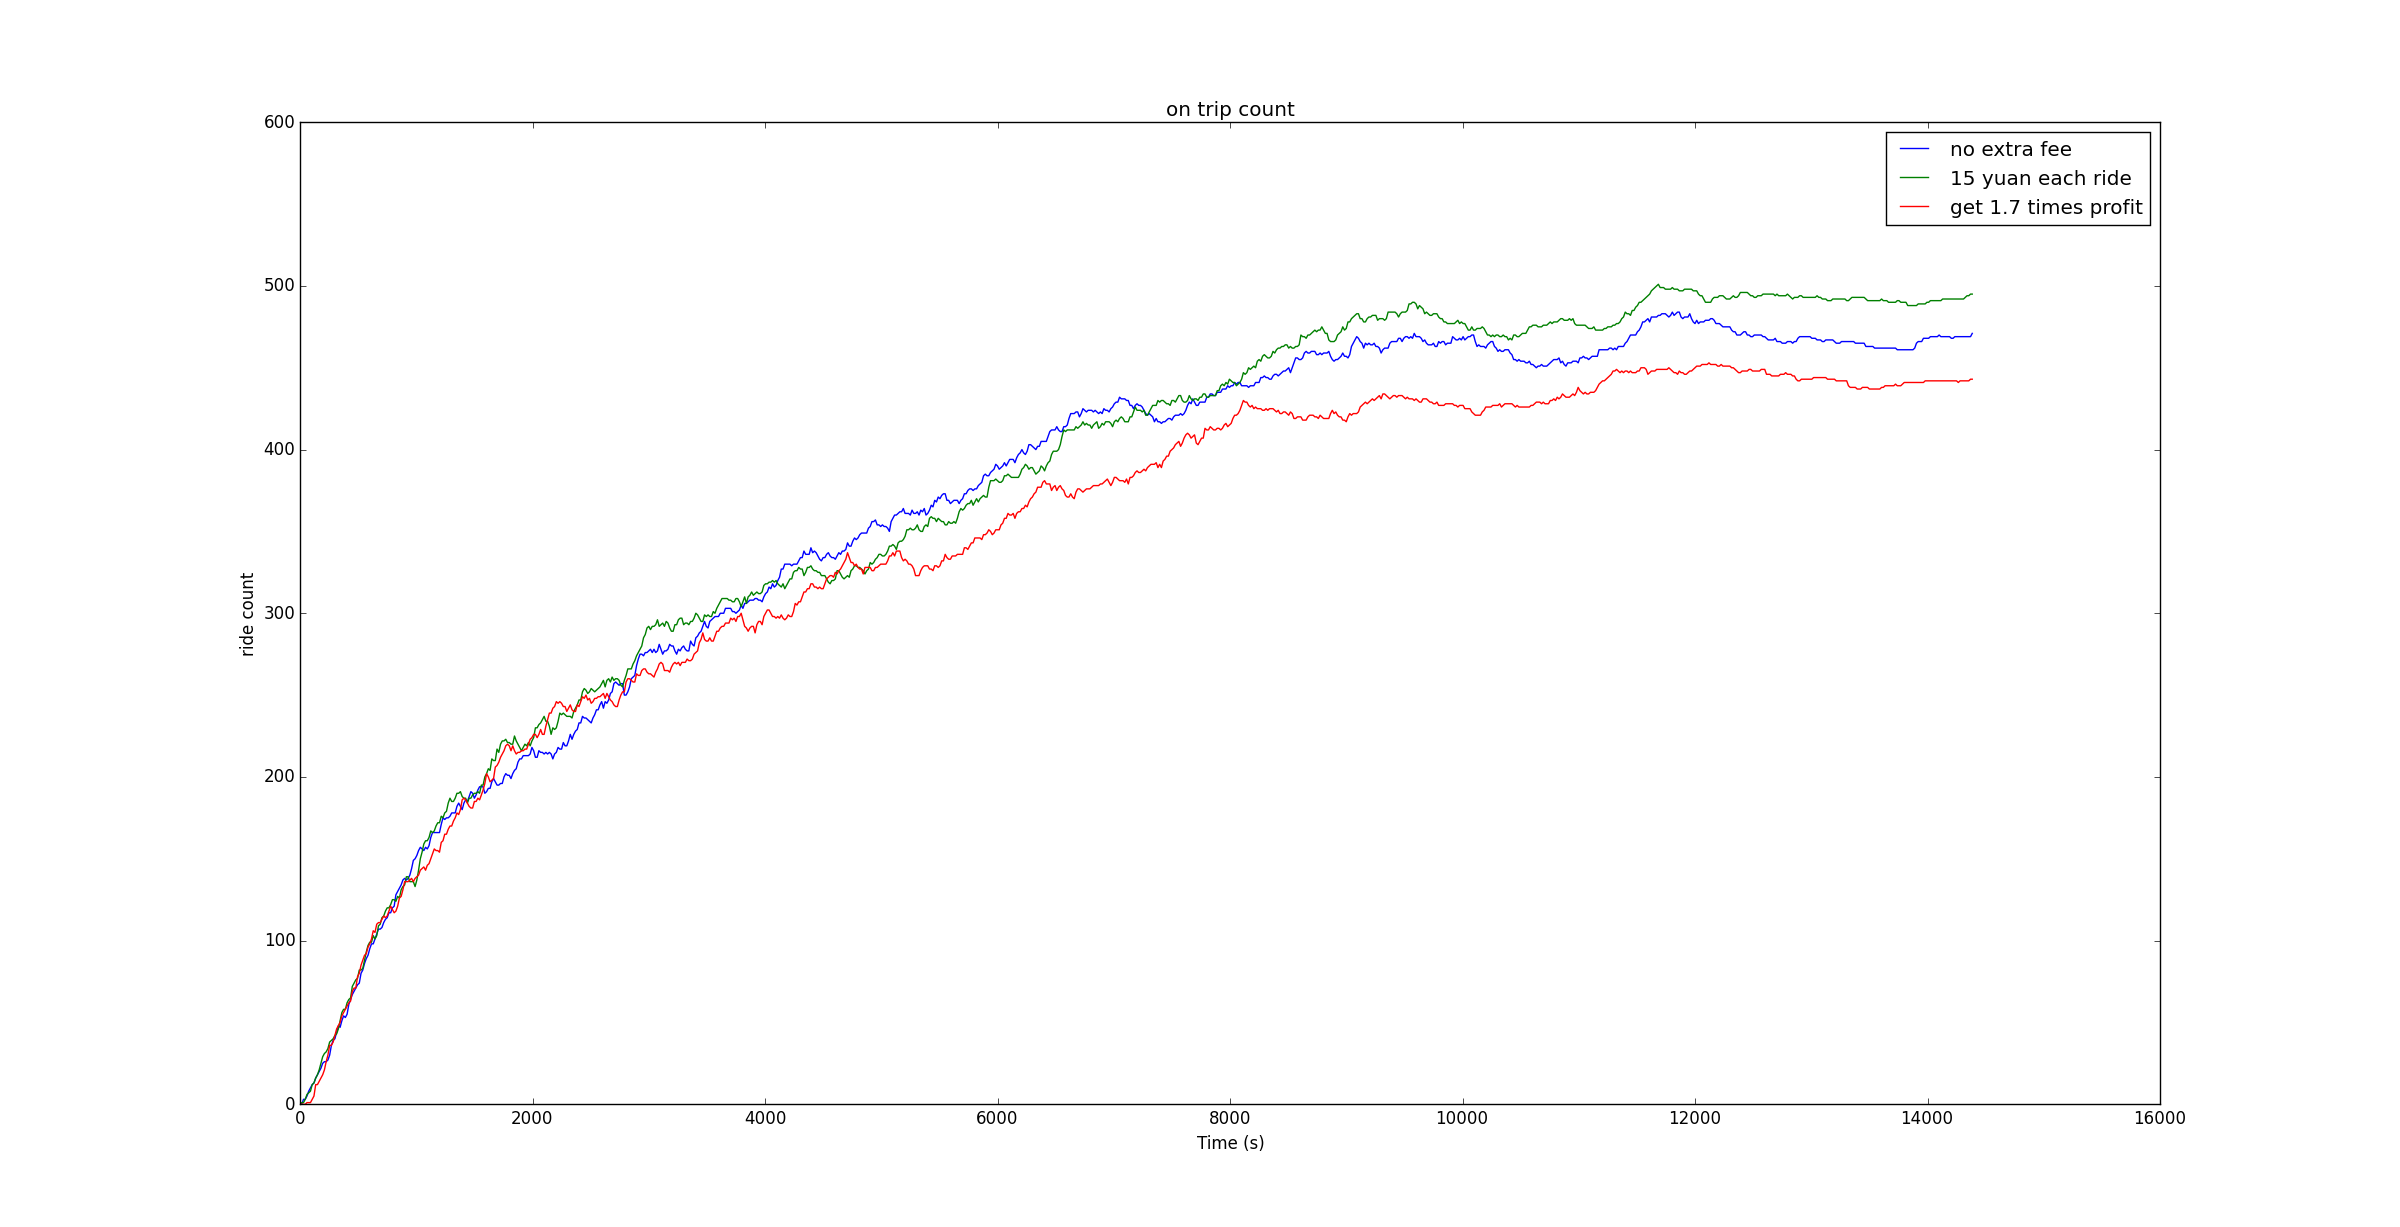 on trip count
600
500
400
300
200
100
0
ride count
no extra fee
15 yuan each ride
get 1.7 times profit
0 2000 4000 6000 8000 10000 12000 14000 16000
Time (s)